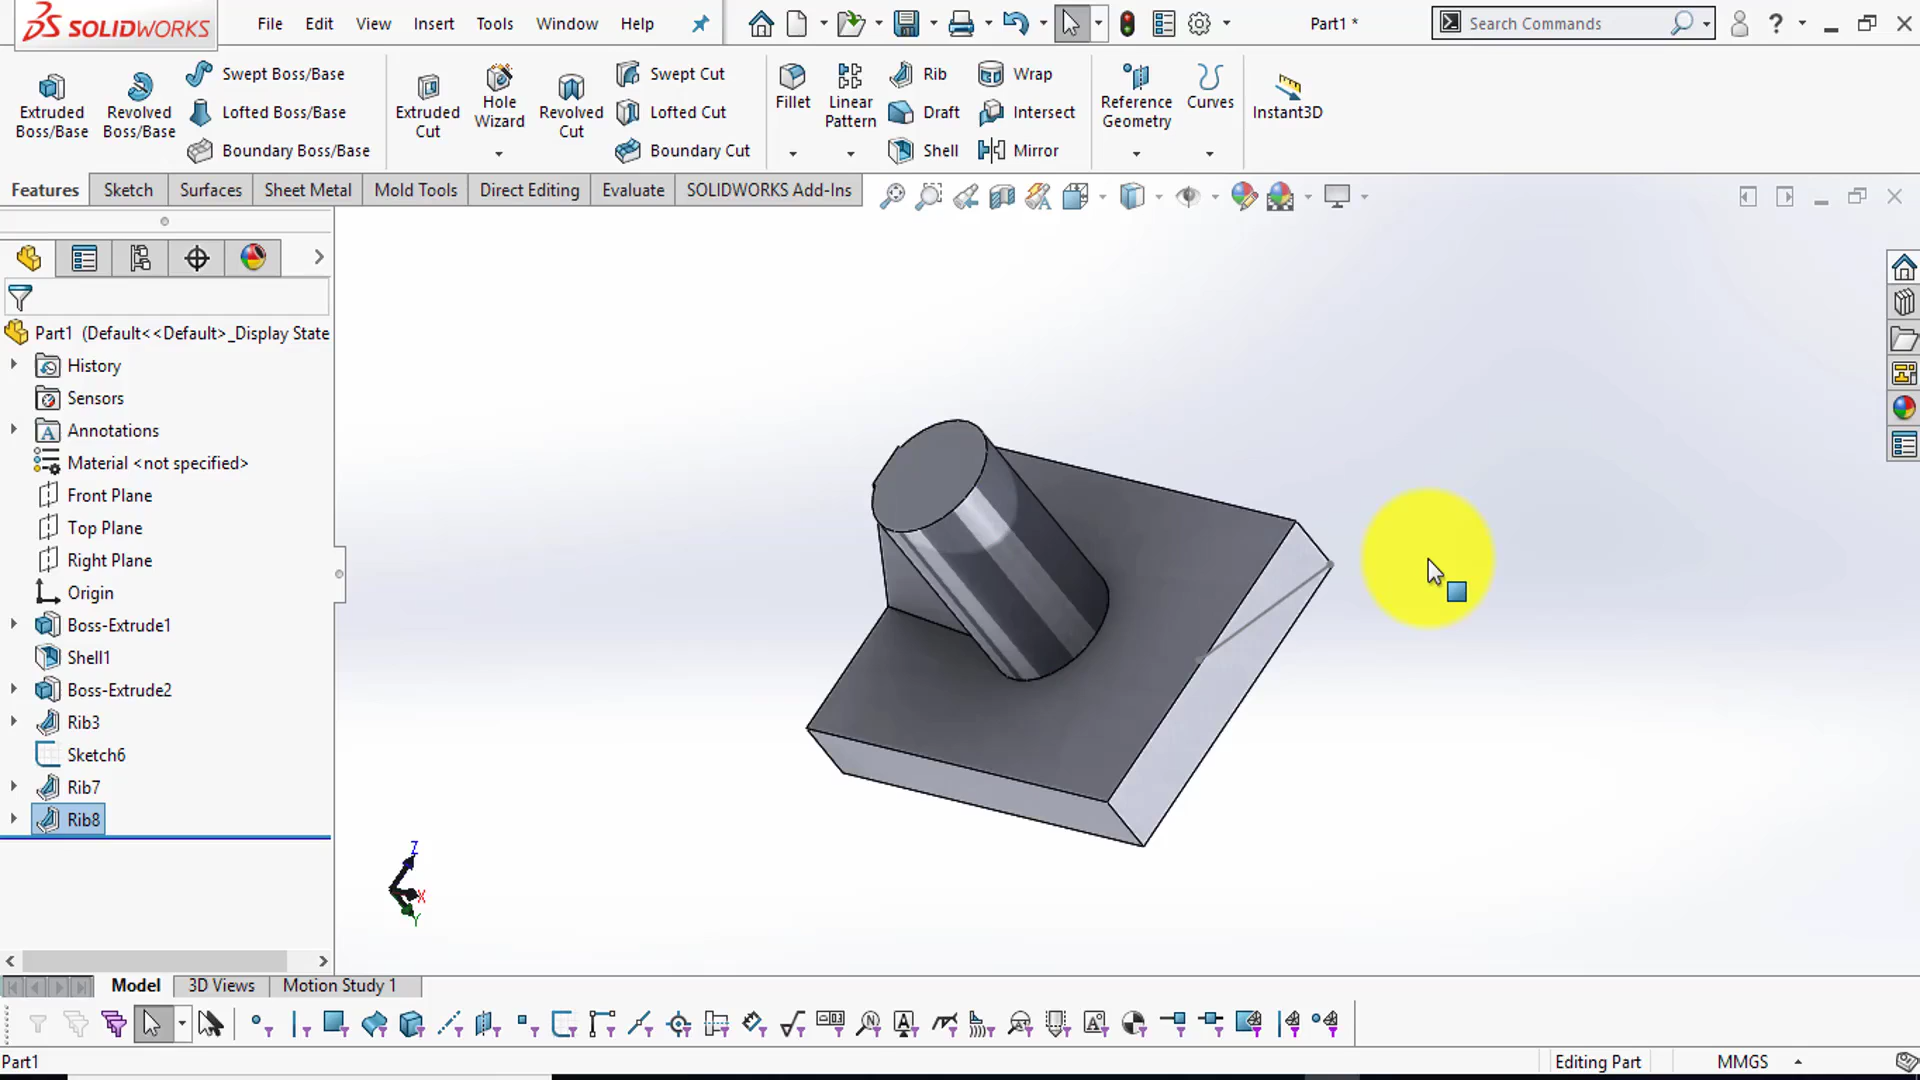 SOLIDWORKS
File Edit View Insert Tools Window Help
Part1 *
Search Commands
?
Extruded Boss/Base
Revolved Boss/Base
Swept Boss/Base
Lofted Boss/Base
Boundary Boss/Base
Extruded Cut
Hole Wizard
Revolved Cut
Swept Cut
Lofted Cut
Boundary Cut
Fillet
Linear Pattern
Rib
Draft
Shell
Wrap
Intersect
Mirror
Reference Geometry
Curves
Instant3D
Features Sketch Surfaces Sheet Metal Mold Tools Direct Editing Evaluate SOLIDWORKS Add-Ins
Part1 (Default<<Default>_Display State
History
Sensors
Annotations
Material <not specified>
Front Plane
Top Plane
Right Plane
Origin
Boss-Extrude1
Shell1
Boss-Extrude2
Rib3
Sketch6
Rib7
Rib8
Z
X
Y
Model 3D Views Motion Study 1
Part1
Editing Part
MMGS